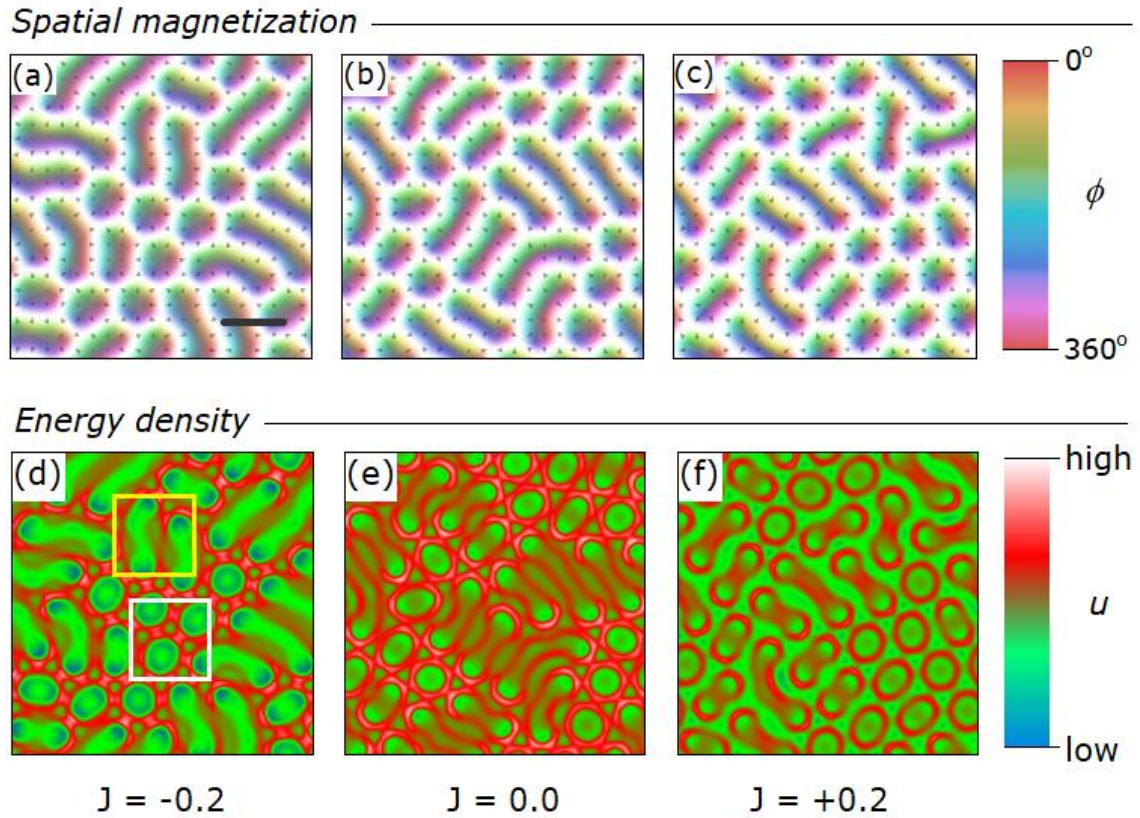 Spatial magnetization
(a)
(b)
(c)
0°
ϕ
360°
Energy density
(d)
(e)
(f)
high
u
low
J = -0.2
J = 0.0
J = +0.2